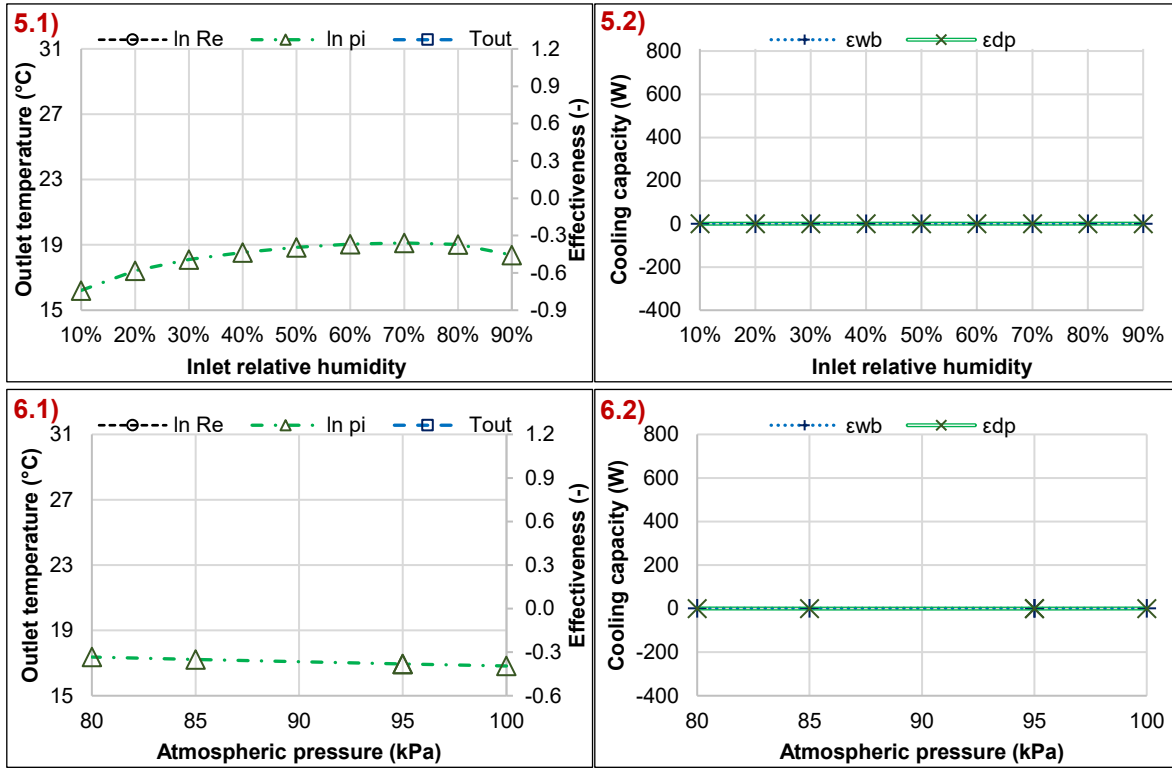 5.1)
ln Re ln pi Tout
Outlet temperature (°C)
31
27
23
19
15
1.2
0.9
0.6
0.3
0.0
-0.3
-0.6
-0.9
Effectiveness (-)
10% 20% 30% 40% 50% 60% 70% 80% 90%
Inlet relative humidity
5.2)
εwb εdp
Cooling capacity (W)
800
600
400
200
0
-200
-400
10% 20% 30% 40% 50% 60% 70% 80% 90%
Inlet relative humidity
6.1)
ln Re ln pi Tout
Outlet temperature (°C)
31
27
23
19
15
1.2
0.9
0.6
0.3
0.0
-0.3
-0.6
Effectiveness (-)
80 85 90 95 100
Atmospheric pressure (kPa)
6.2)
εwb εdp
Cooling capacity (W)
800
600
400
200
0
-200
-400
80 85 90 95 100
Atmospheric pressure (kPa)